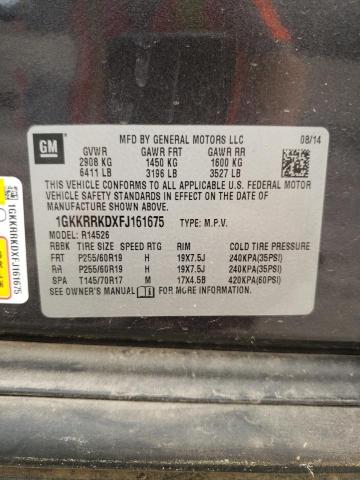 GM
MFD BY GENERAL MOTORS LLC 08/14
GVWR GAWR FRT GAWR RR
2908 KG 1450 KG 1600 KG
6411 LB 3196 LB 3527 LB
THIS VEHICLE CONFORMS TO ALL APPLICABLE U.S. FEDERAL MOTOR
VEHICLE SAFETY STANDARDS IN EFFECT ON THE DATE OF
MANUFACTURE SHOWN ABOVE.
1GKKRRKDXFJ161675 TYPE: M.P.V.
MODEL: R14526
RBBK TIRE SIZE SPEED RTG RIM COLD TIRE PRESSURE
FRT P255/60R19 H 19X7.5J 240KPA(35PSI)
RR P255/60R19 H 19X7.5J 240KPA(35PSI)
SPA T145/70R17 M 17X4.5B 420KPA(60PSI)
SEE OWNER'S MANUAL FOR ADDITIONAL INFORMATION.
1GKKRRKDXFJ161675